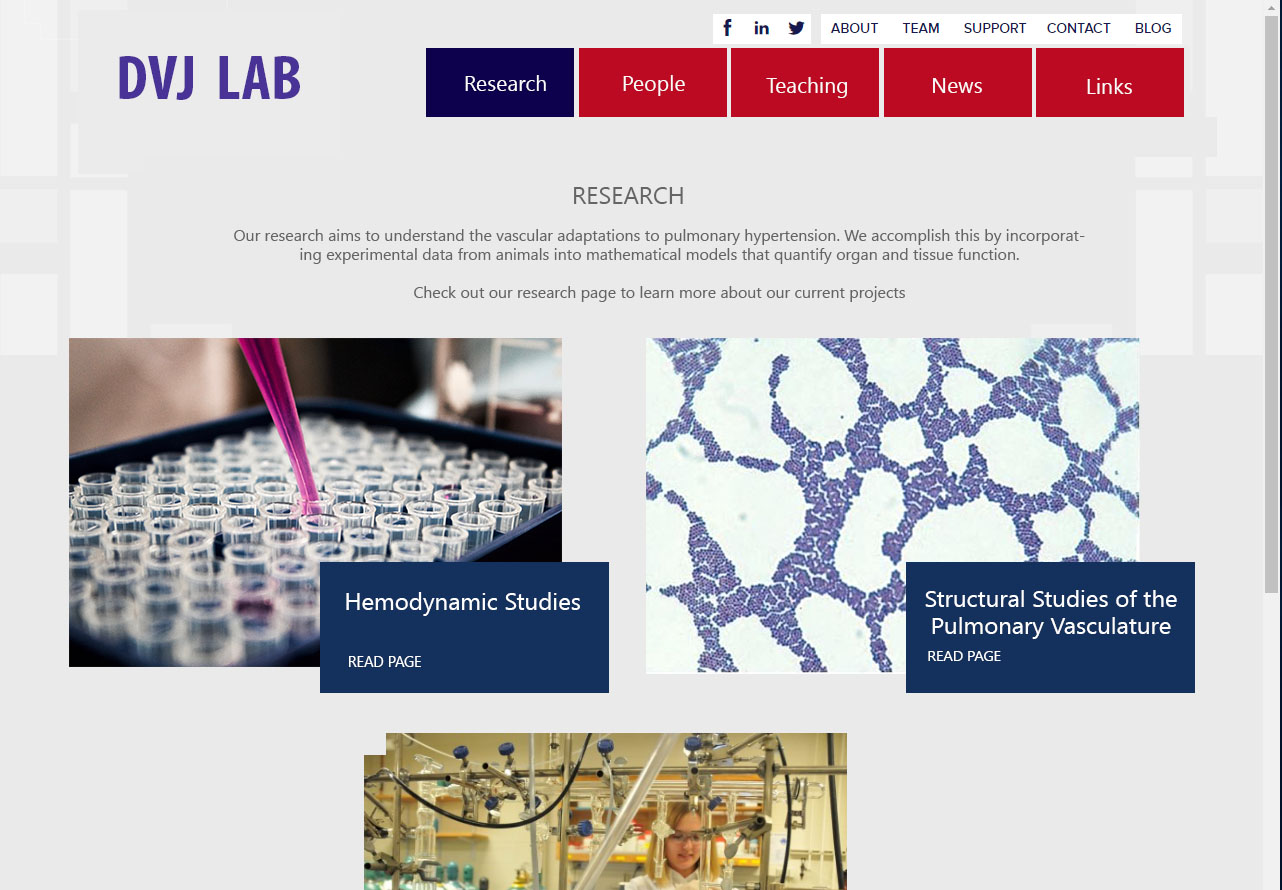 ABOUT TEAM SUPPORT CONTACT BLOG
DVJ LAB
Research People Teaching News Links
RESEARCH
Our research aims to understand the vascular adaptations to pulmonary hypertension. We accomplish this by incorporat-
ing experimental data from animals into mathematical models that quantify organ and tissue function.
Check out our research page to learn more about our current projects
Hemodynamic Studies
READ PAGE
Structural Studies of the
Pulmonary Vasculature
READ PAGE